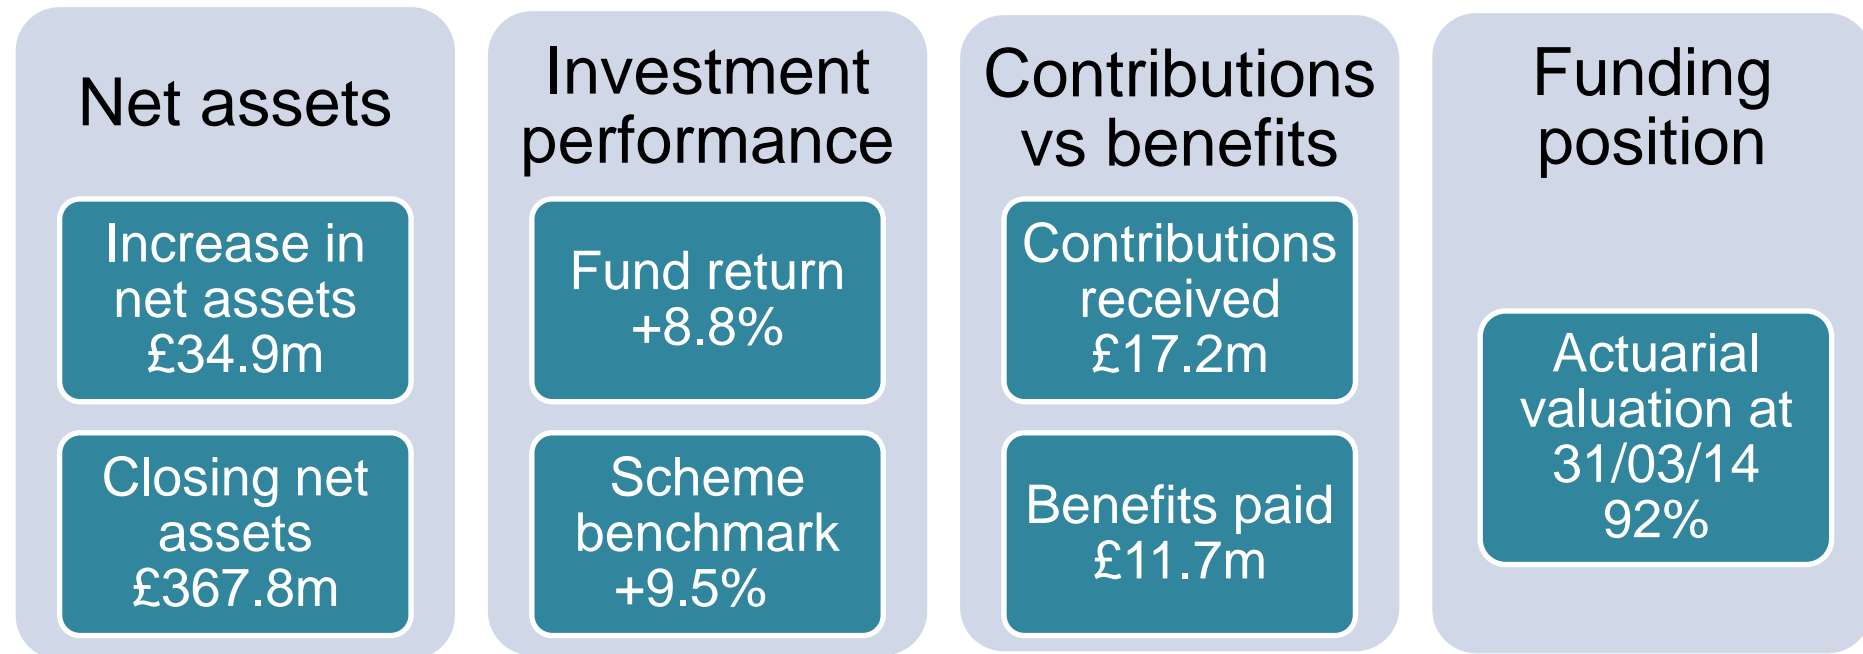 Net assets
Increase in
net assets
£34.9m
Closing net
assets
£367.8m
Investment
performance
Fund return
+8.8%
Scheme
benchmark
+9.5%
Contributions
vs benefits
Contributions
received
£17.2m
Benefits paid
£11.7m
Funding
position
Actuarial
valuation at
31/03/14
92%